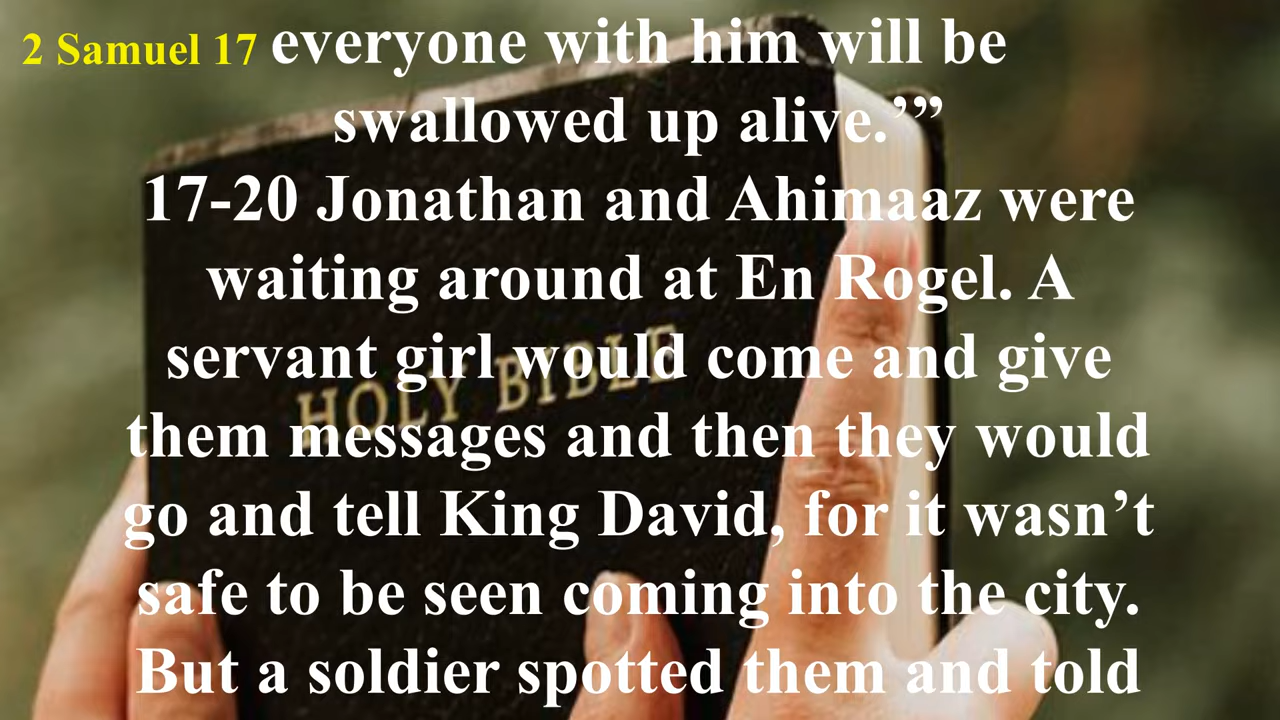 2 Samuel 17 everyone with him will be
swallowed up alive.’”
17-20 Jonathan and Ahimaaz were
waiting around at En Rogel. A
servant girl would come and give
them messages and then they would
go and tell King David, for it wasn’t
safe to be seen coming into the city.
But a soldier spotted them and told
HOLY BIBLE